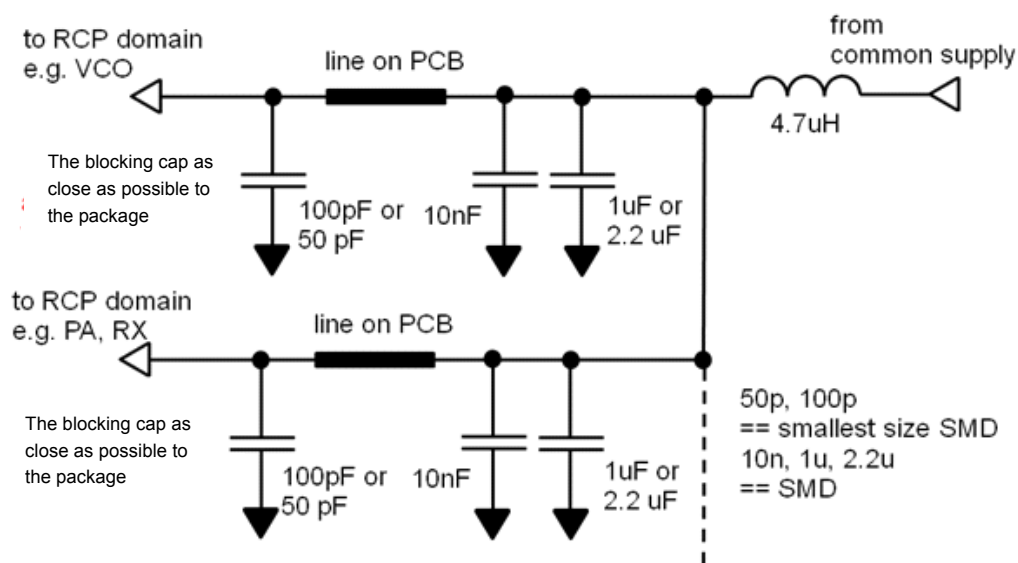 to RCP domain
e.g. VCO
line on PCB
from
common supply
4.7uH
The blocking cap as
close as possible to
the package
100pF or
50 pF
10nF
1uF or
2.2 uF
to RCP domain
e.g. PA, RX
line on PCB
The blocking cap as
close as possible to
the package
100pF or
50 pF
10nF
1uF or
2.2 uF
50p, 100p
== smallest size SMD
10n, 1u, 2.2u
== SMD